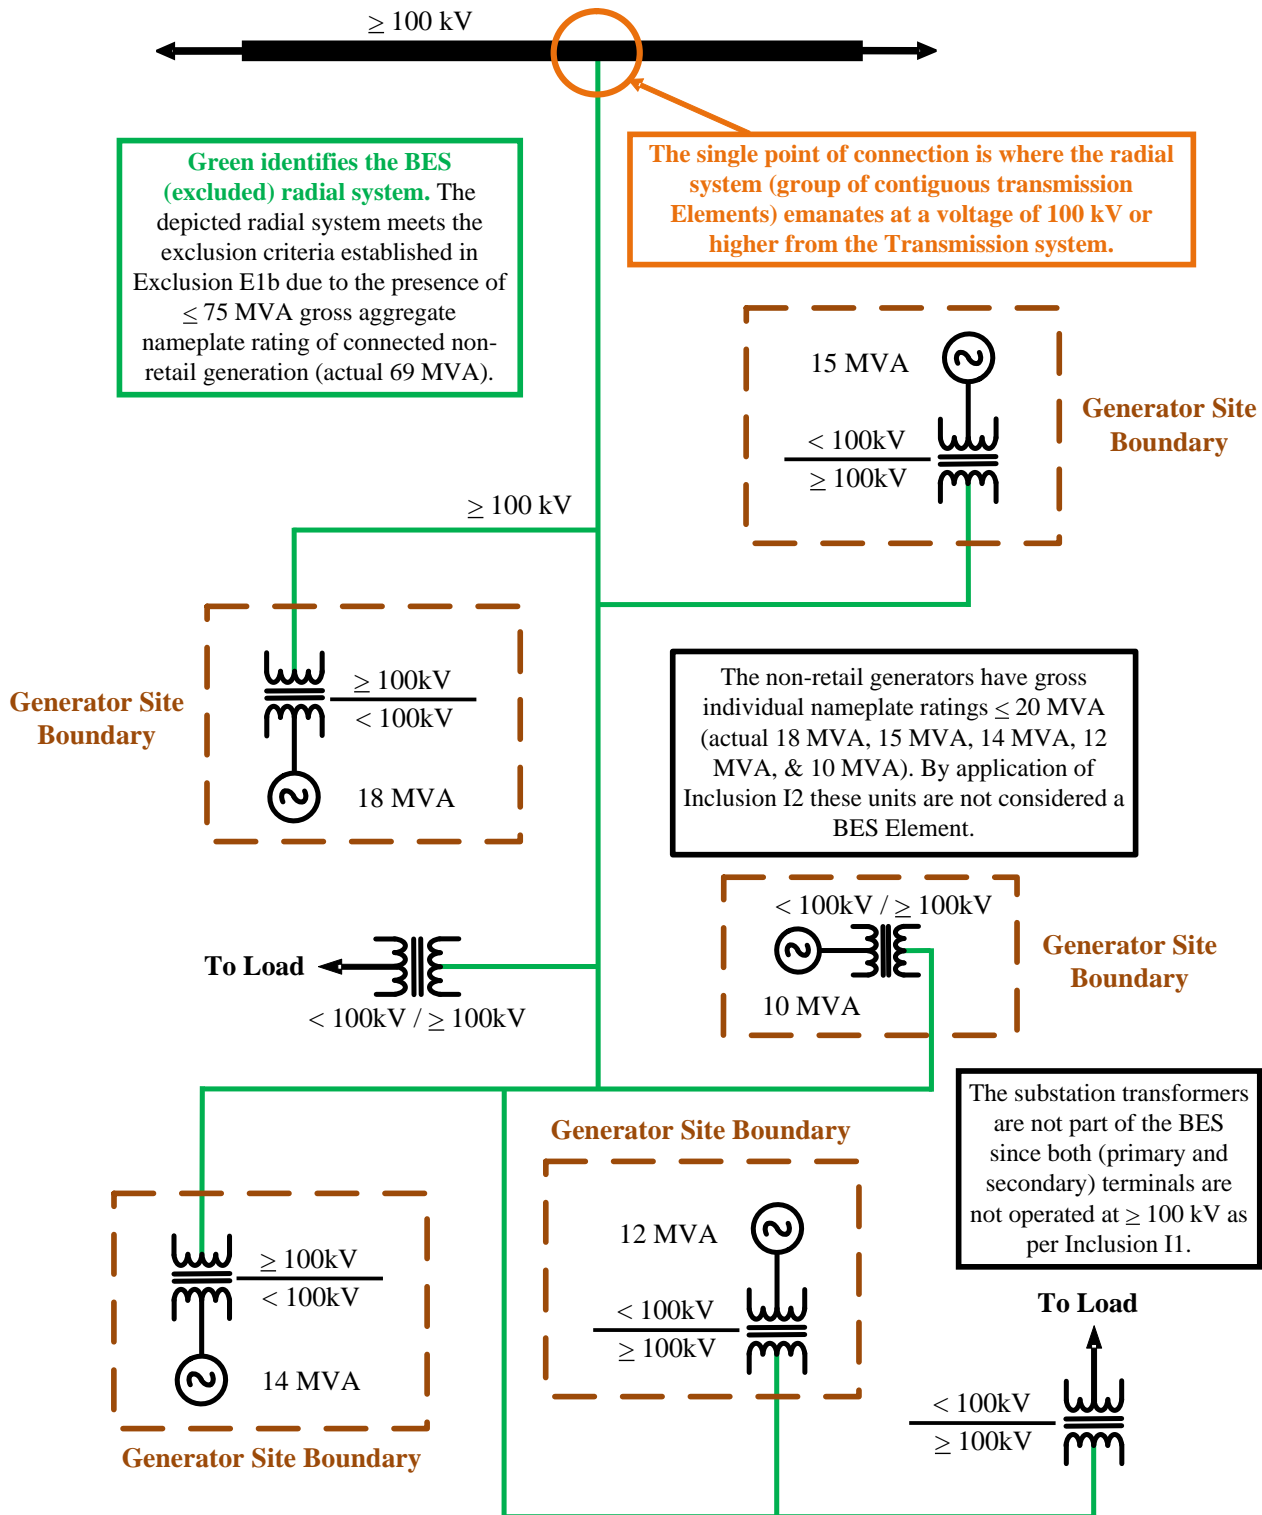 ≥ 100 kV
Green identifies the BES
(excluded) radial system. The
depicted radial system meets the
exclusion criteria established in
Exclusion E1b due to the presence of
≤ 75 MVA gross aggregate
nameplate rating of connected non-
retail generation (actual 69 MVA).
The single point of connection is where the radial
system (group of contiguous transmission
Elements) emanates at a voltage of 100 kV or
higher from the Transmission system.
15 MVA
< 100kV
≥ 100kV
Generator Site
Boundary
≥ 100 kV
Generator Site
Boundary
≥ 100kV
< 100kV
18 MVA
The non-retail generators have gross
individual nameplate ratings ≤ 20 MVA
(actual 18 MVA, 15 MVA, 14 MVA, 12
MVA, & 10 MVA). By application of
Inclusion I2 these units are not considered a
BES Element.
To Load
< 100kV / ≥ 100kV
< 100kV / ≥ 100kV
10 MVA
Generator Site
Boundary
The substation transformers
are not part of the BES
since both (primary and
secondary) terminals are
not operated at ≥ 100 kV as
per Inclusion I1.
Generator Site Boundary
12 MVA
< 100kV
≥ 100kV
≥ 100kV
< 100kV
14 MVA
Generator Site Boundary
To Load
< 100kV
≥ 100kV